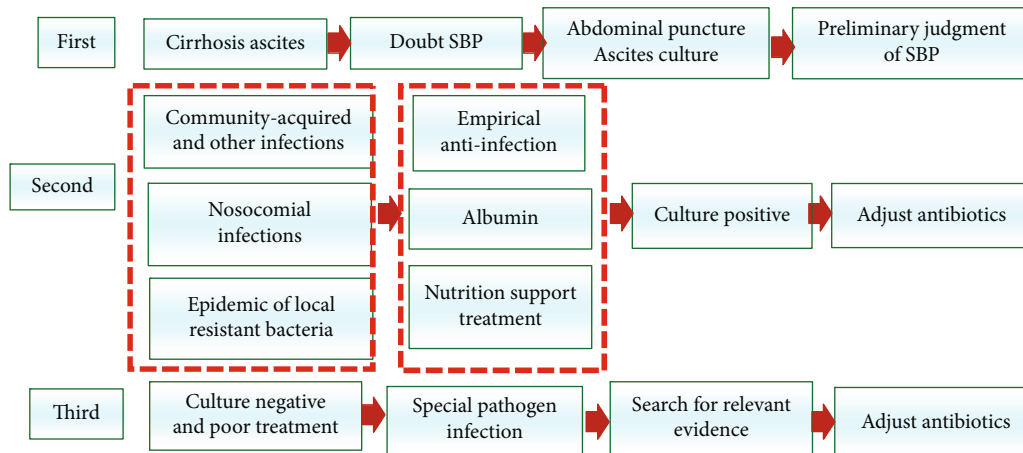 First
Cirrhosis ascites
Doubt SBP
Abdominal puncture
Ascites culture
Preliminary judgment
of SBP
Second
Community-acquired
and other infections
Nosocomial
infections
Epidemic of local
resistant bacteria
Empirical
anti-infection
Albumin
Nutrition support
treatment
Culture positive
Adjust antibiotics
Third
Culture negative
and poor treatment
Special pathogen
infection
Search for relevant
evidence
Adjust antibiotics